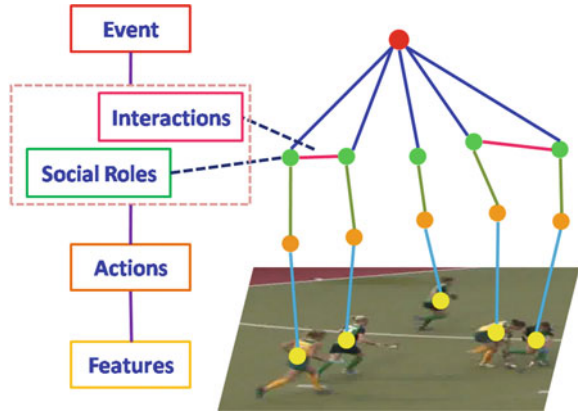 Event
Interactions
Social Roles
Actions
Features